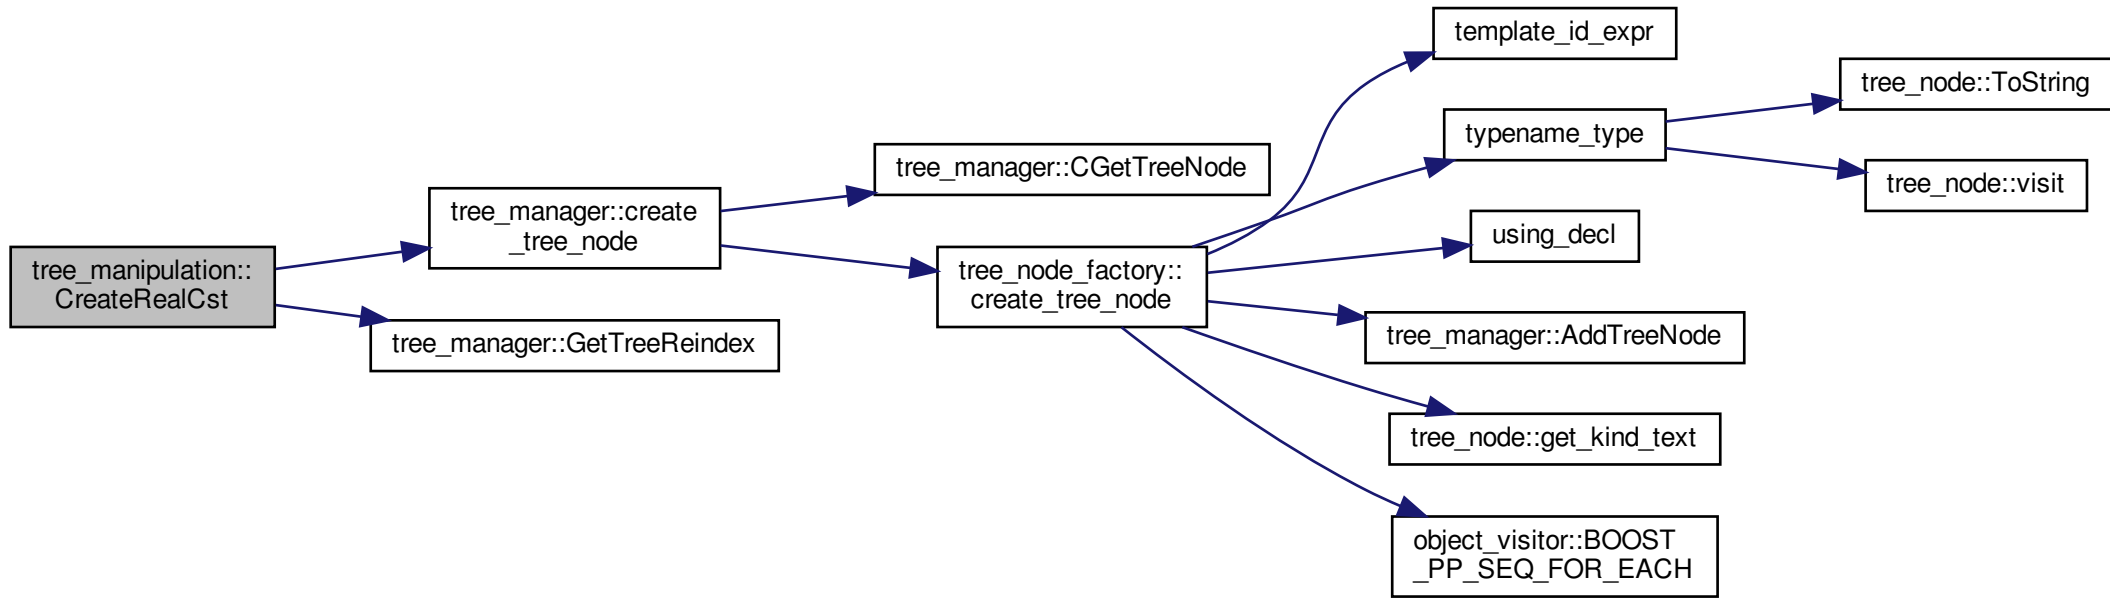 tree_manipulation::
CreateRealCst
tree_manager::create
_tree_node
tree_manager::GetTreeReindex
tree_manager::CGetTreeNode
tree_node_factory::
create_tree_node
template_id_expr
typename_type
using_decl
tree_manager::AddTreeNode
tree_node::get_kind_text
object_visitor::BOOST
_PP_SEQ_FOR_EACH
tree_node::ToString
tree_node::visit